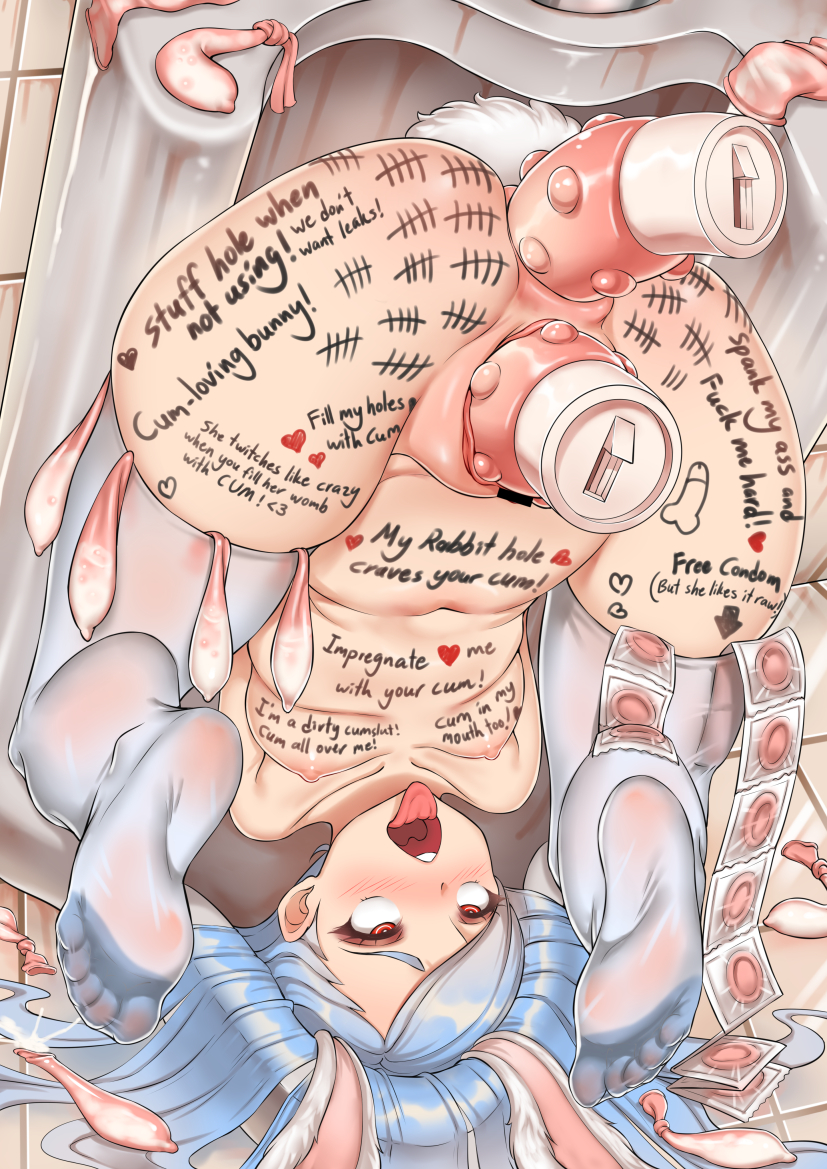 stuff hole when
not using!
we don't
want leaks!
Cum-loving bunny!
Fill my holes
with cum
She twitches like crazy
when you fill her womb
with CUM! <3
Spank my ass and
Fuck me hard!
Free Condom
(But she likes it raw!)
My Rabbit hole
craves your cum!
Impregnate me
with your cum!
I'm a dirty cumslut!
Cum all over me!
cum in my
mouth too!